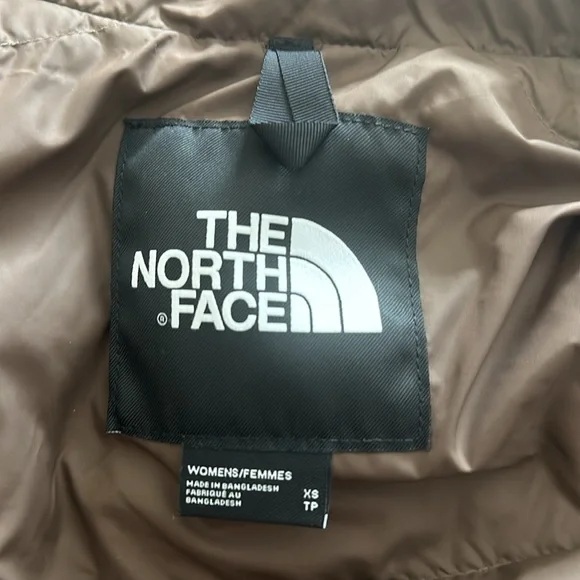 THE
NORTH
® FACE
WOMENS/FEMMES
MADE IN BANGLADESH
FABRIQUÉ AU
BANGLADESH
XS
TP